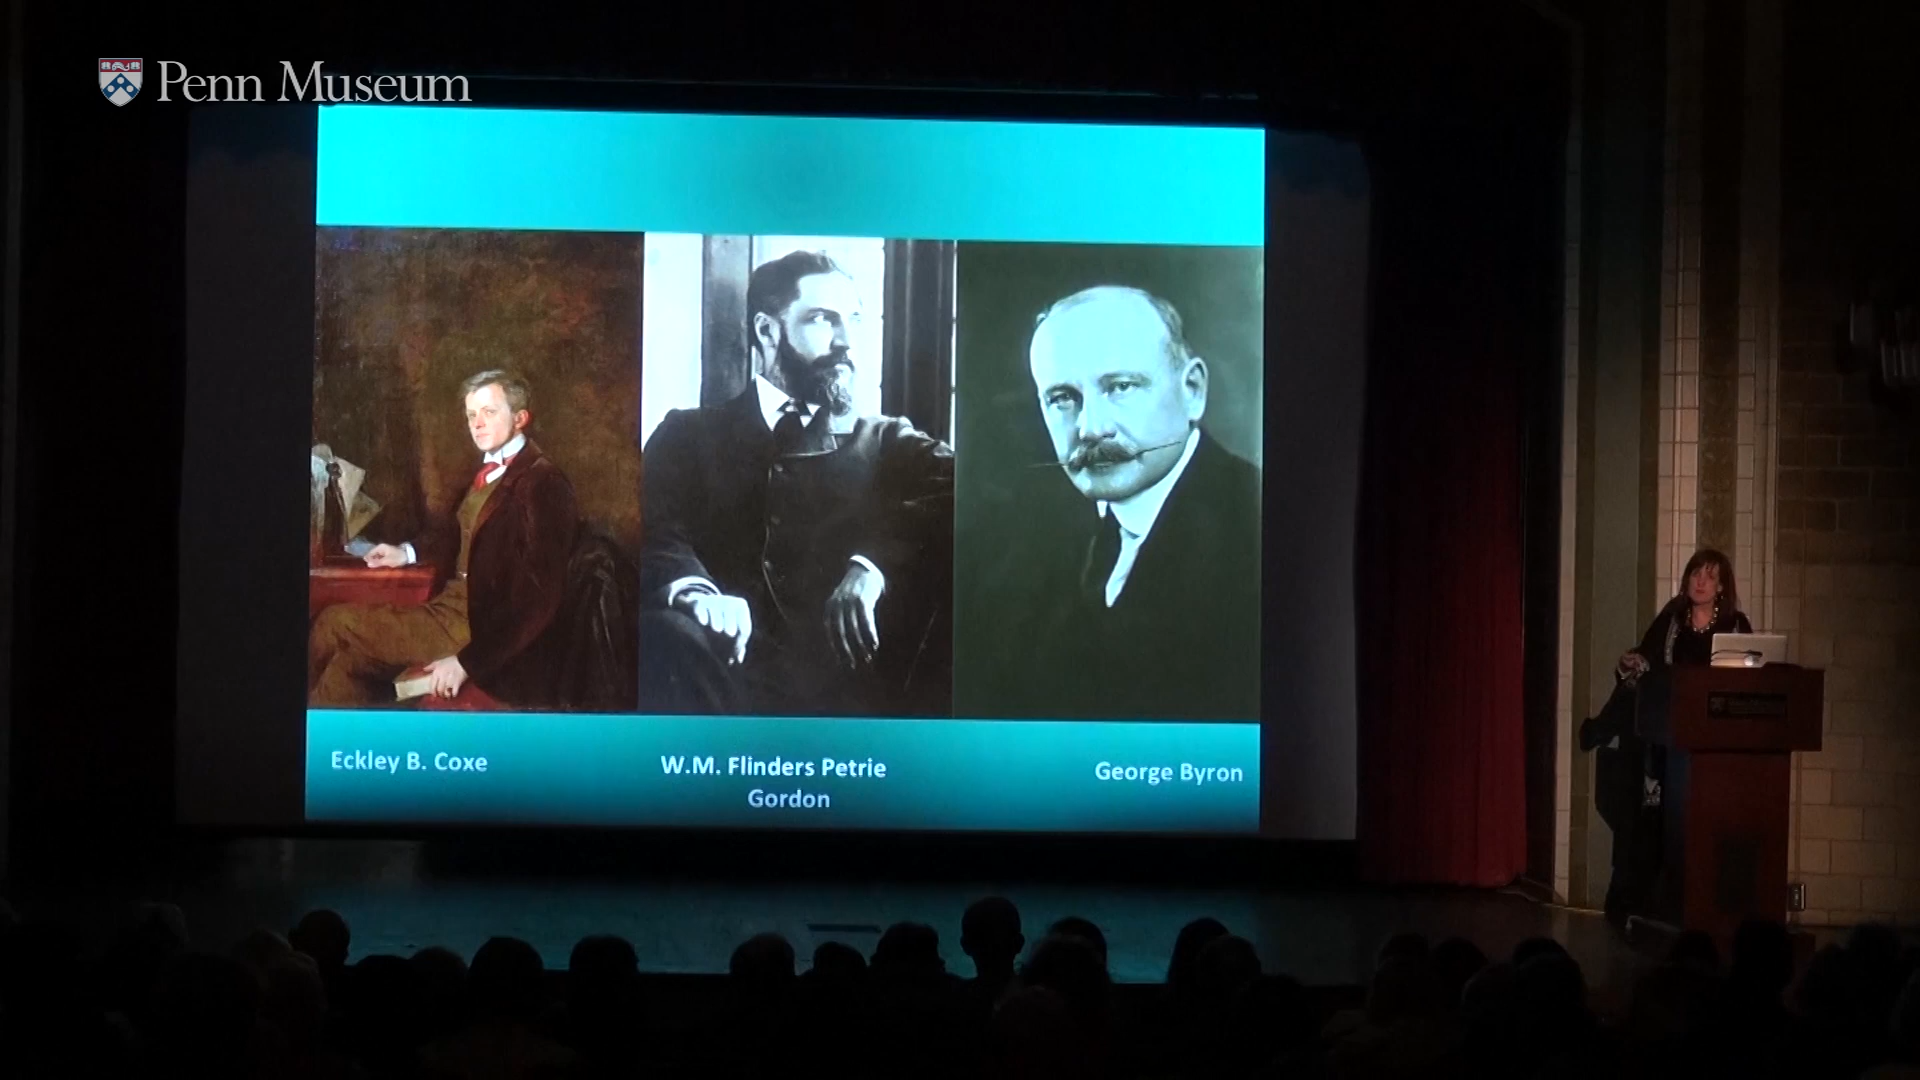 Penn Museum
Eckley B. Coxe
W.M. Flinders Petrie
George Byron
Gordon